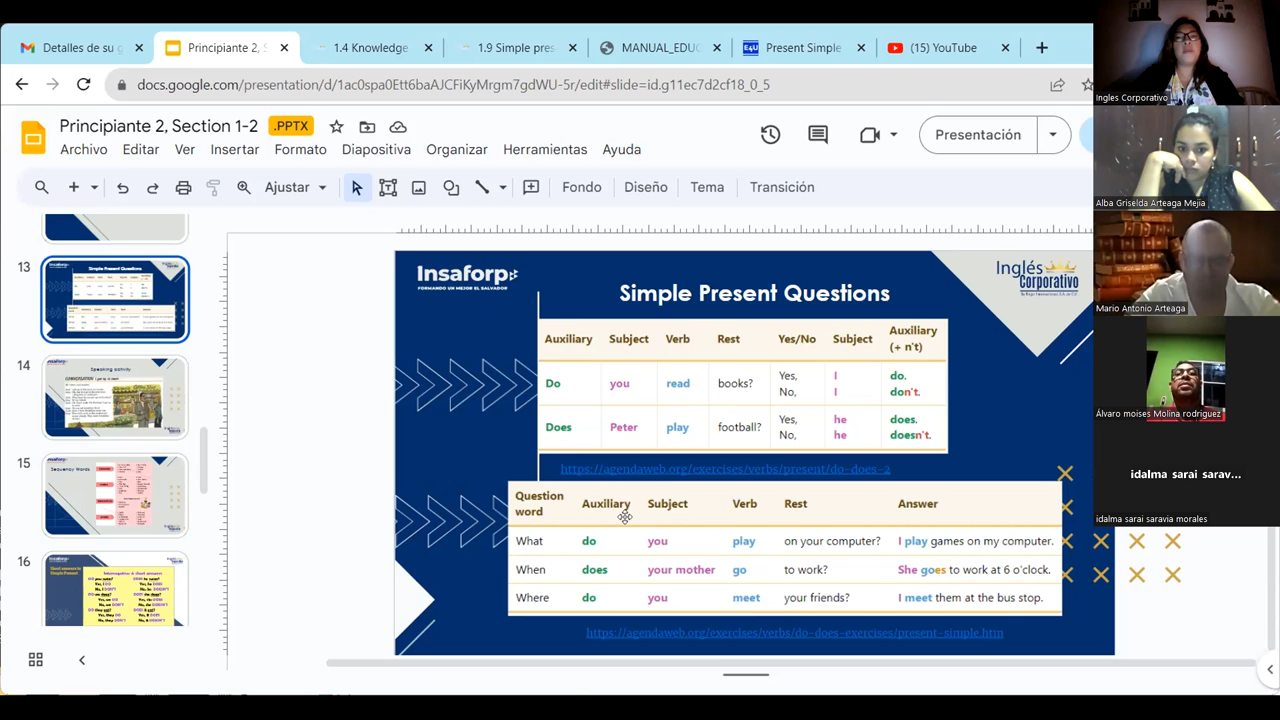 Detalles de su g
Principiante 2, S
1.4 Knowledge
1.9 Simple pres
MANUAL_EDUC
Present Simple
(15) YouTube
docs.google.com/presentation/d/1ac0spa0Ett6baAJCFiKyMrgm7gdWU-5r/edit#slide=id.g11ec7d2cf18_0_5
Principiante 2, Section 1-2 .PPTX
Archivo Editar Ver Insertar Formato Diapositiva Organizar Herramientas Ayuda
Presentación
Ajustar Fondo Diseño Tema Transición
13
Simple Present Questions
14
Speaking activity
15
Sequency Words
16
Insaforp
FORMANDO UN MEJOR EL SALVADOR
Inglés
Corporativo
Simple Present Questions
Auxiliary Subject Verb Rest Yes/No Subject Auxiliary (+ n't)
Do you read books? Yes, I do.
No, I don't.
Does Peter play football? Yes, he does.
No, he doesn't.
https://agendaweb.org/exercises/verbs/present/do-does-2
Question word Auxiliary Subject Verb Rest Answer
What do you play on your computer? I play games on my computer.
When does your mother go to work? She goes to work at 6 o'clock.
Where do you meet your friends? I meet them at the bus stop.
https://agendaweb.org/exercises/verbs/do-does-exercises/present-simple.htm
Ingles Corporativo
Alba Griselda Arteaga Mejia
Mario Antonio Arteaga
Álvaro moises Molina rodriguez
idalma sarai sarav...
idalma sarai saravia morales